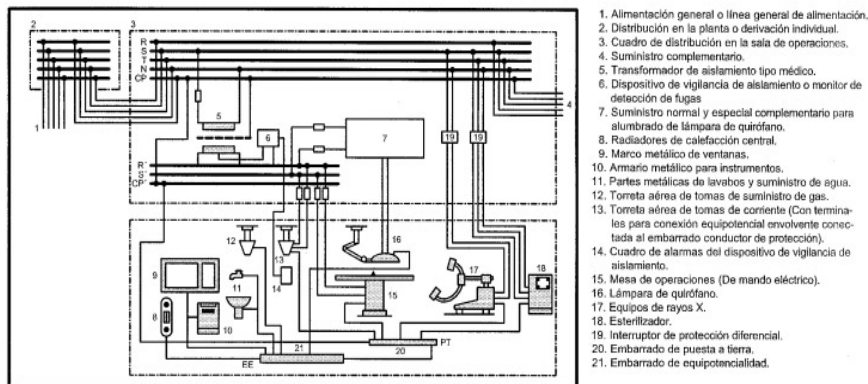 2
3
R
S
T
N
CP
1
4
5
6
7
19
19
R´
S´
CP´
12
13
16
9
11
14
15
17
18
8
10
21
EE
20
PT
1. Alimentación general o línea general de alimentación.
2. Distribución en la planta o derivación individual.
3. Cuadro de distribución en la sala de operaciones.
4. Suministro complementario.
5. Transformador de aislamiento tipo médico.
6. Dispositivo de vigilancia de aislamiento o monitor de
detección de fugas
7. Suministro normal y especial complementario para
alumbrado de lámpara de quirófano.
8. Radiadores de calefacción central.
9. Marco metálico de ventanas.
10. Armario metálico para instrumentos.
11. Partes metálicas de lavabos y suministro de agua.
12. Torreta aérea de tomas de suministro de gas.
13. Torreta aérea de tomas de corriente (Con termina-
les para conexión equipotencial envolvente conec-
tada al embarrado conductor de protección).
14. Cuadro de alarmas del dispositivo de vigilancia de
aislamiento.
15. Mesa de operaciones (De mando eléctrico).
16. Lámpara de quirófano.
17. Equipos de rayos X.
18. Esterilizador.
19. Interruptor de protección diferencial.
20. Embarrado de puesta a tierra.
21. Embarrado de equipotencialidad.